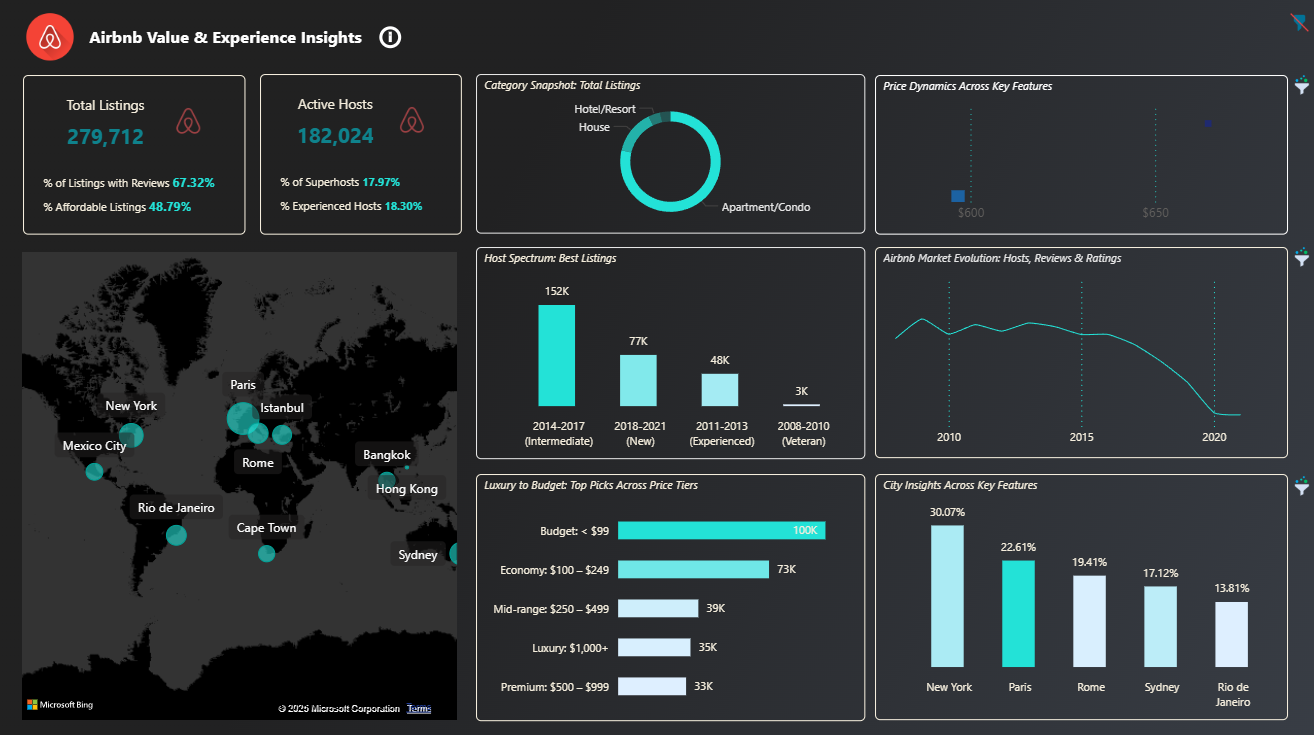 Airbnb Value & Experience Insights
Total Listings
279,712
% of Listings with Reviews 67.32%
% Affordable Listings 48.79%
Active Hosts
182,024
% of Superhosts 17.97%
% Experienced Hosts 18.30%
Category Snapshot: Total Listings
Hotel/Resort
House
Apartment/Condo
Price Dynamics Across Key Features
$600
$650
Paris
New York
Istanbul
Mexico City
Rome
Bangkok
Hong Kong
Rio de Janeiro
Cape Town
Sydney
Microsoft Bing
© 2025 Microsoft Corporation
Terms
Host Spectrum: Best Listings
152K
77K
48K
3K
2014-2017
(Intermediate)
2018-2021
(New)
2011-2013
(Experienced)
2008-2010
(Veteran)
Airbnb Market Evolution: Hosts, Reviews & Ratings
2010
2015
2020
Luxury to Budget: Top Picks Across Price Tiers
Budget: < $99
100K
Economy: $100 – $249
73K
Mid-range: $250 – $499
39K
Luxury: $1,000+
35K
Premium: $500 – $999
33K
City Insights Across Key Features
30.07%
22.61%
19.41%
17.12%
13.81%
New York
Paris
Rome
Sydney
Rio de
Janeiro